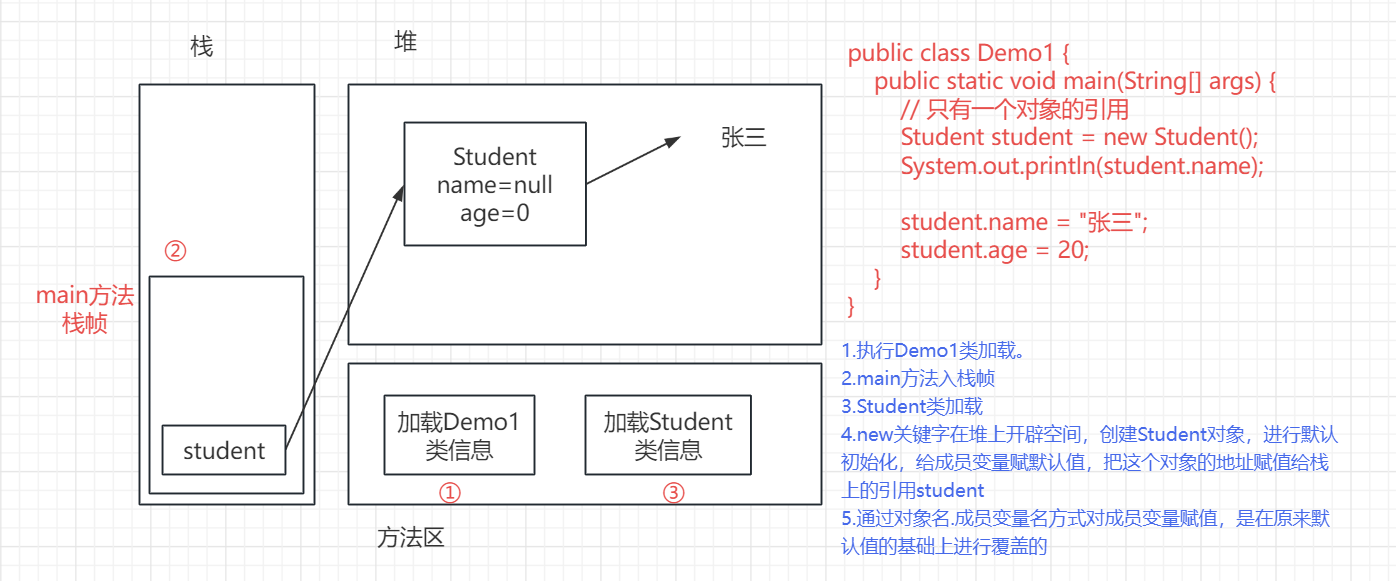 栈
堆
Student
name=null
age=0
张三
②
main方法
栈帧
student
加载Demo1
类信息
①
加载Student
类信息
③
方法区
public class Demo1 {
public static void main(String[] args) {
// 只有一个对象的引用
Student student = new Student();
System.out.println(student.name);
student.name = "张三";
student.age = 20;
}
}
1.执行Demo1类加载。
2.main方法入栈帧
3.Student类加载
4.new关键字在堆上开辟空间，创建Student对象，进行默认
初始化，给成员变量赋默认值，把这个对象的地址赋值给栈
上的引用student
5.通过对象名.成员变量名方式对成员变量赋值，是在原来默
认值的基础上进行覆盖的